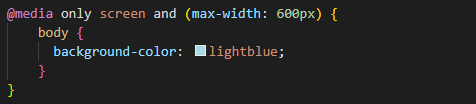 @media only screen and (max-width: 600px) {
    body {
      background-color: lightblue;
    }
}